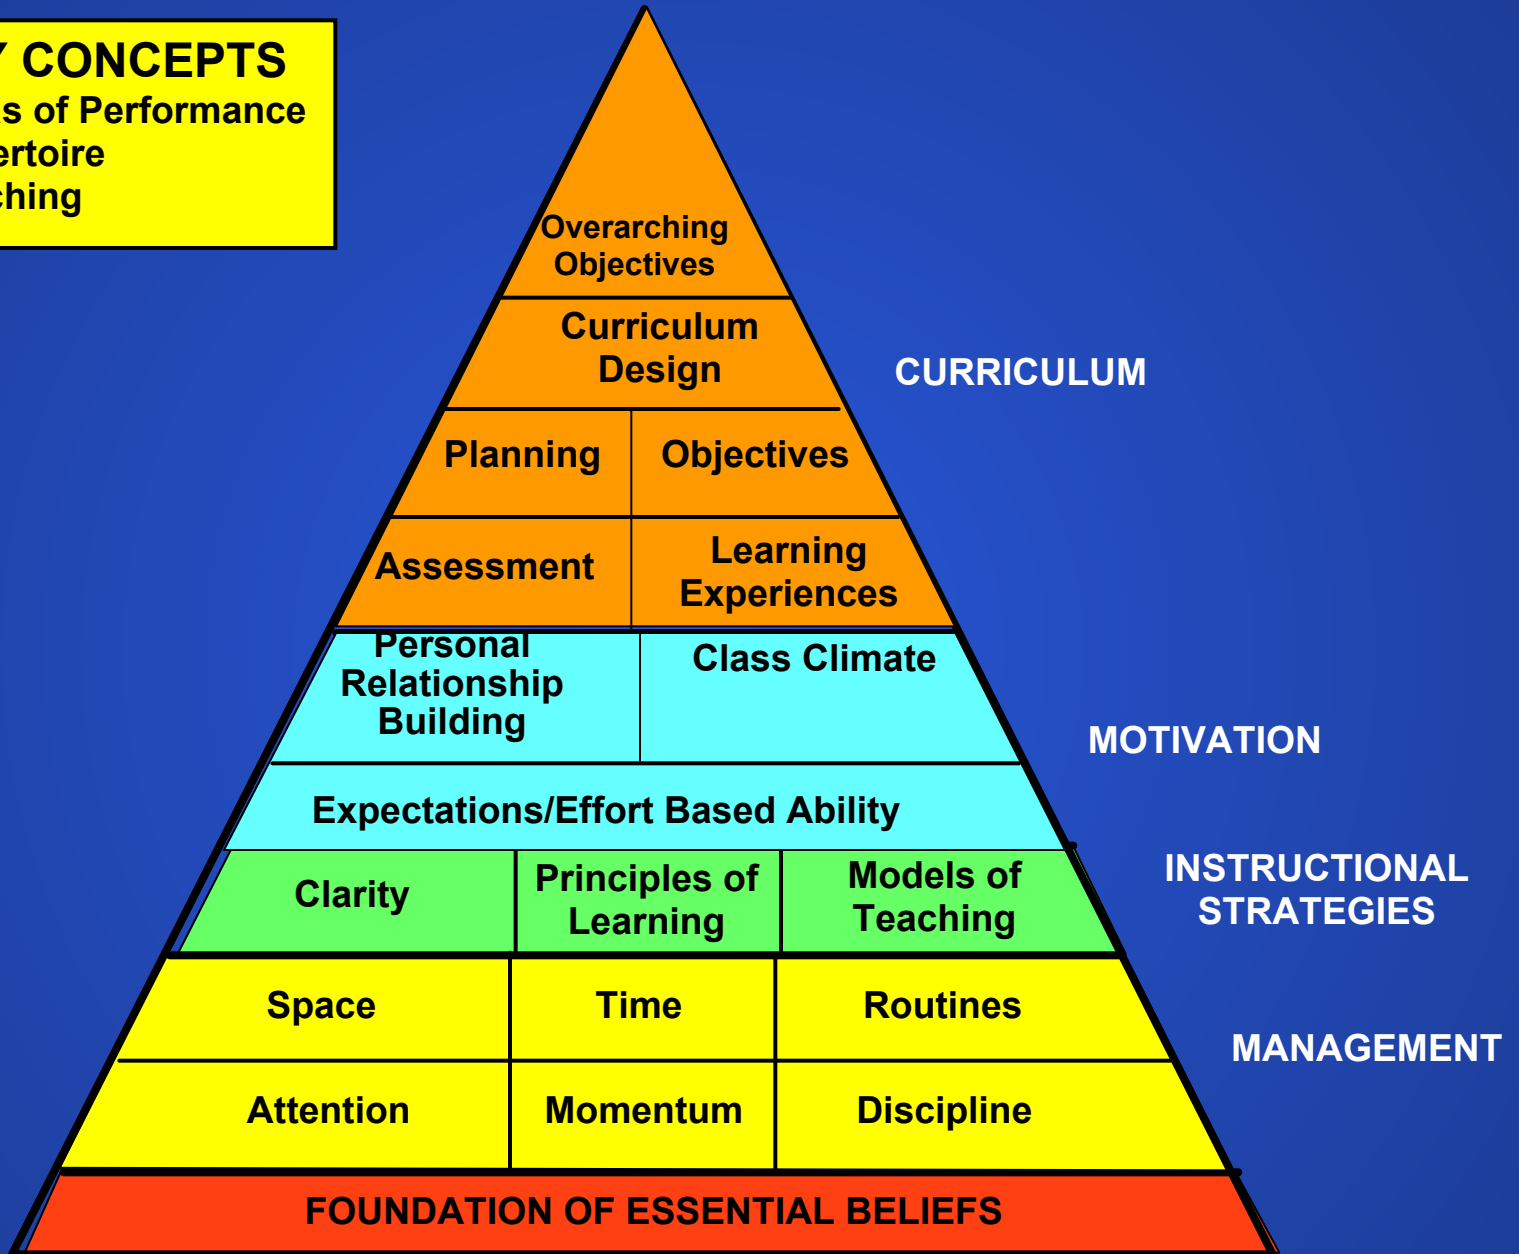 CONCEPTS
of Performance
Overarching
Objectives
Curriculum
Design
CURRICULUM
Planning
Objectives
Assessment
Learning
Experiences
Personal
Relationship
Building
Class Climate
MOTIVATION
Expectations/Effort Based Ability
Clarity
Principles of
Learning
Models of
Teaching
INSTRUCTIONAL
STRATEGIES
Space
Time
Routines
MANAGEMENT
Attention
Momentum
Discipline
FOUNDATION OF ESSENTIAL BELIEFS